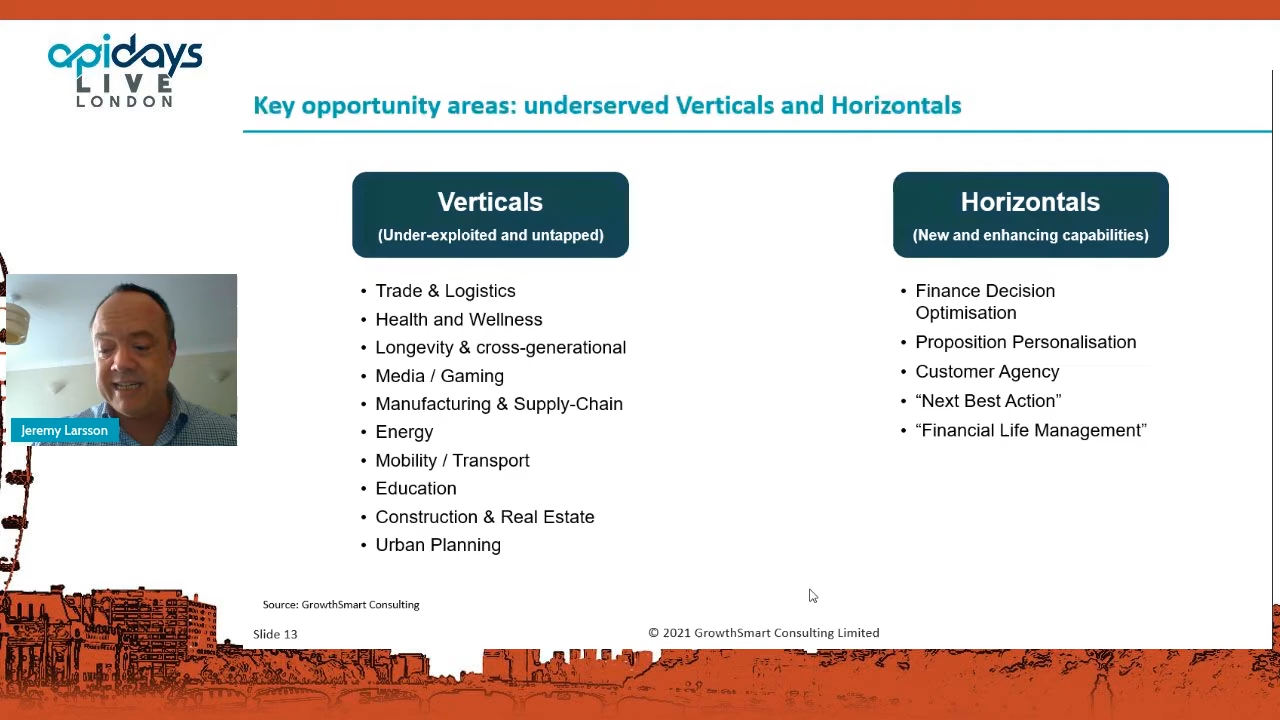 apidays
LIVE
LONDON
Key opportunity areas: underserved Verticals and Horizontals
Verticals
(Under-exploited and untapped)
• Trade & Logistics
• Health and Wellness
• Longevity & cross-generational
• Media / Gaming
• Manufacturing & Supply-Chain
• Energy
• Mobility / Transport
• Education
• Construction & Real Estate
• Urban Planning
Horizontals
(New and enhancing capabilities)
• Finance Decision
Optimisation
• Proposition Personalisation
• Customer Agency
• “Next Best Action”
• “Financial Life Management”
Jeremy Larsson
Source: GrowthSmart Consulting
Slide 13
© 2021 GrowthSmart Consulting Limited